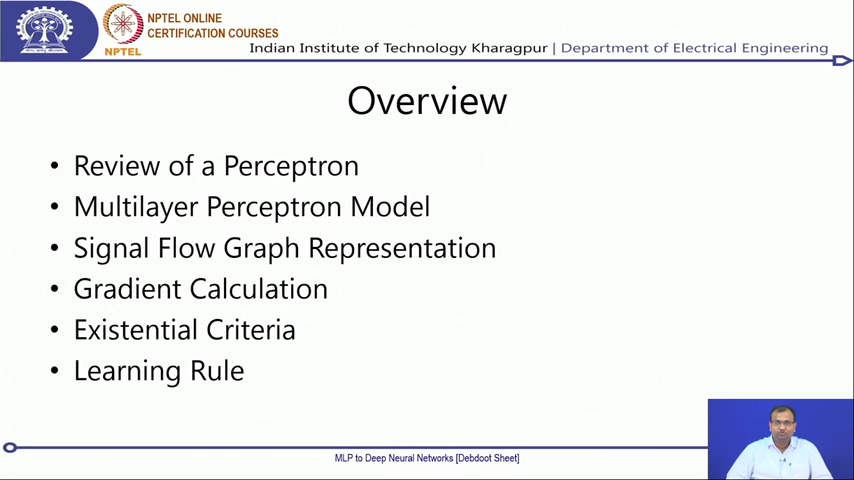 NPTEL ONLINE
CERTIFICATION COURSES
NPTEL
Indian Institute of Technology Kharagpur | Department of Electrical Engineering
Overview
• Review of a Perceptron
• Multilayer Perceptron Model
• Signal Flow Graph Representation
• Gradient Calculation
• Existential Criteria
• Learning Rule
MLP to Deep Neural Networks [Debdoot Sheet]